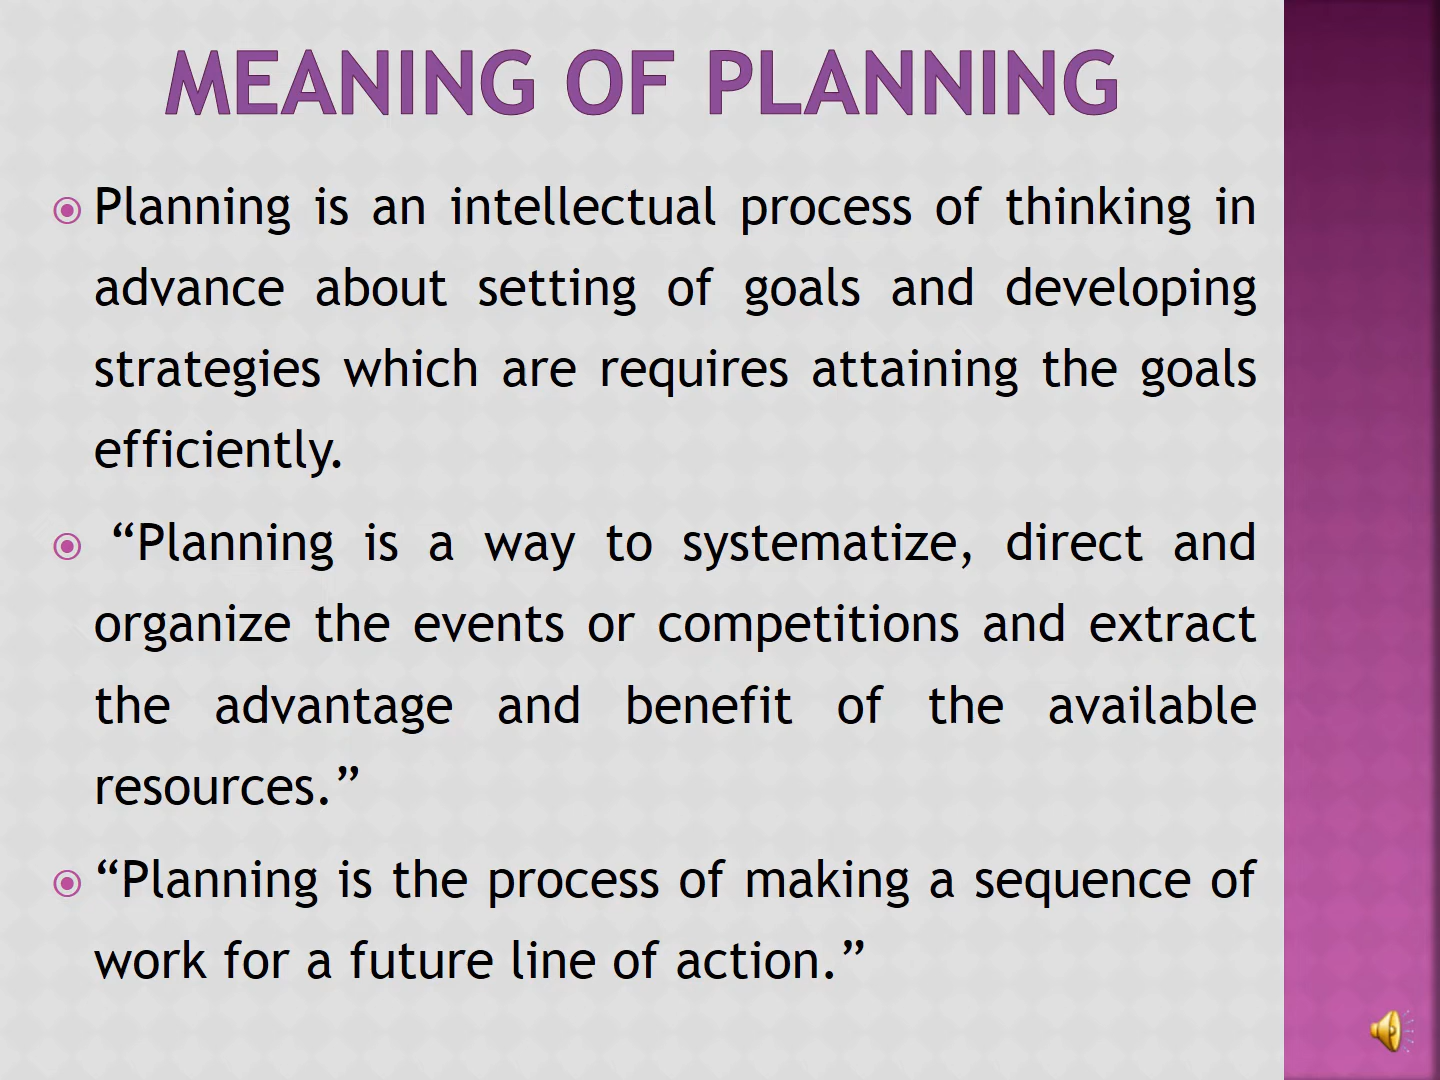 MEANING OF PLANNING
Planning is an intellectual process of thinking in
advance about setting of goals and developing
strategies which are requires attaining the goals
efficiently.
“Planning is a way to systematize, direct and
organize the events or competitions and extract
the advantage and benefit of the available
resources.”
“Planning is the process of making a sequence of
work for a future line of action.”